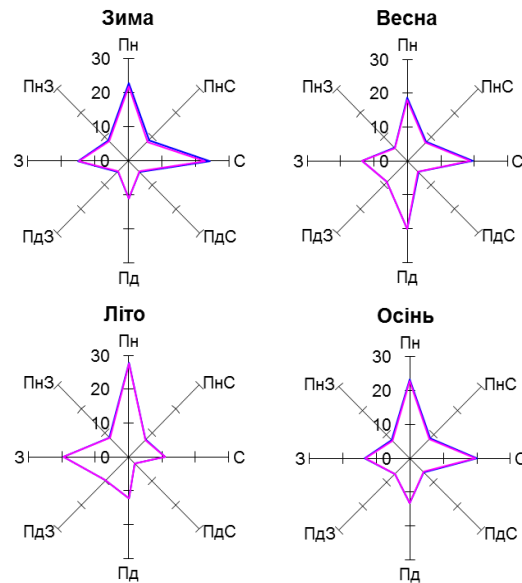 Зима
Пн
30
20
10
0
ПнЗ
ПнС
З
С
ПдЗ
ПдС
Пд
Весна
Пн
30
20
10
0
ПнЗ
ПнС
З
С
ПдЗ
ПдС
Пд
Літо
Пн
30
20
10
0
ПнЗ
ПнС
З
С
ПдЗ
ПдС
Пд
Осінь
Пн
30
20
10
0
ПнЗ
ПнС
З
С
ПдЗ
ПдС
Пд